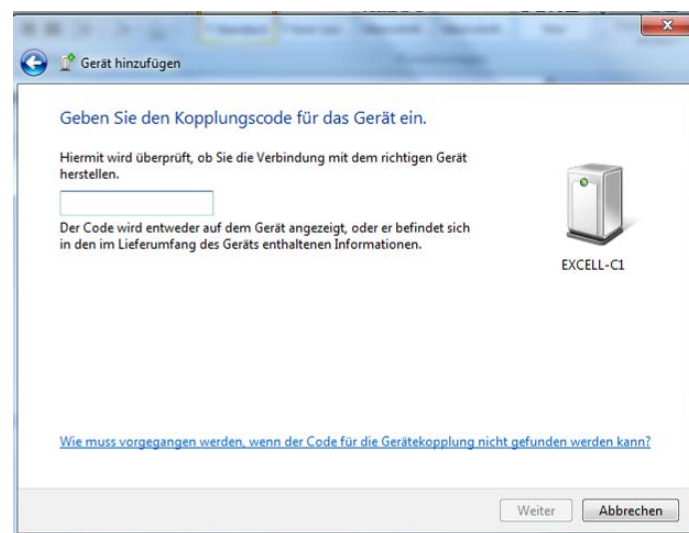 Gerät hinzufügen
Geben Sie den Kopplungscode für das Gerät ein.
Hiermit wird überprüft, ob Sie die Verbindung mit dem richtigen Gerät
herstellen.
Der Code wird entweder auf dem Gerät angezeigt, oder er befindet sich
in den im Lieferumfang des Geräts enthaltenen Informationen.
EXCELL-C1
Wie muss vorgegangen werden, wenn der Code für die Gerätekopplung nicht gefunden werden kann?
Weiter
Abbrechen